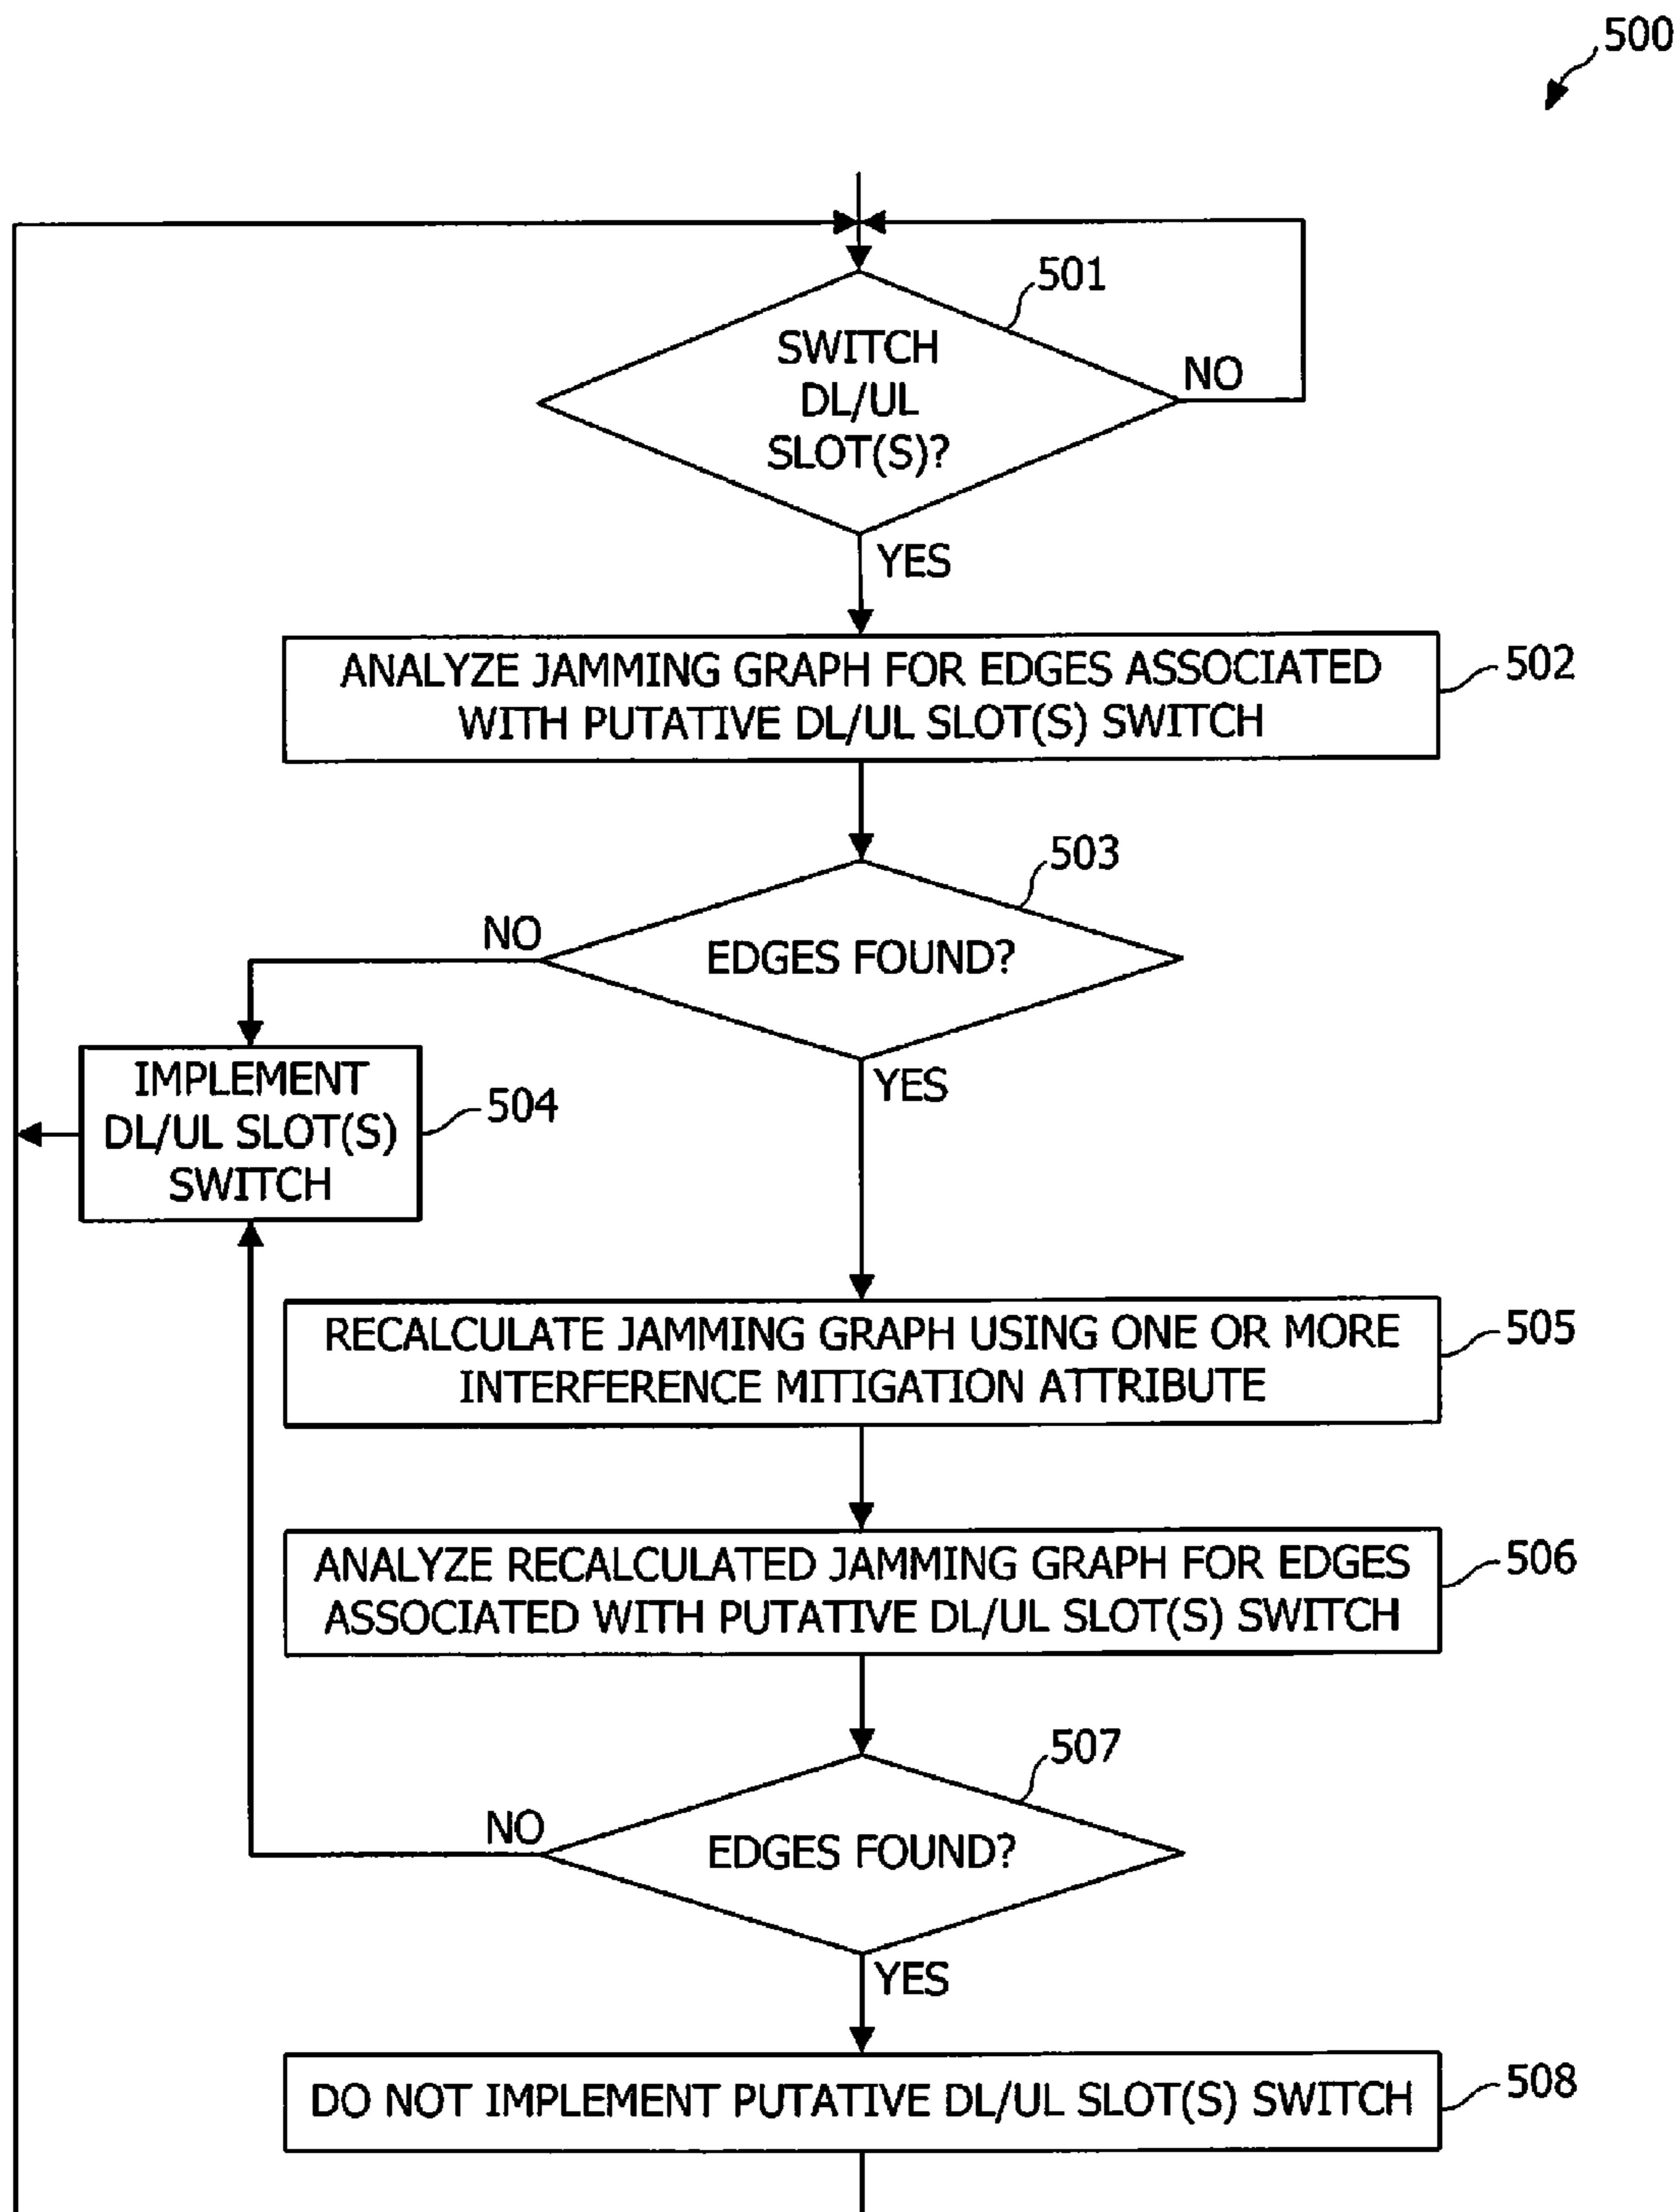 500
501
SWITCH
DL/UL
SLOT(S)?
NO
YES
ANALYZE JAMMING GRAPH FOR EDGES ASSOCIATED
WITH PUTATIVE DL/UL SLOT(S) SWITCH
502
503
NO
EDGES FOUND?
YES
IMPLEMENT
DL/UL SLOT(S)
SWITCH
504
RECALCULATE JAMMING GRAPH USING ONE OR MORE
INTERFERENCE MITIGATION ATTRIBUTE
505
ANALYZE RECALCULATED JAMMING GRAPH FOR EDGES
ASSOCIATED WITH PUTATIVE DL/UL SLOT(S) SWITCH
506
507
NO
EDGES FOUND?
YES
DO NOT IMPLEMENT PUTATIVE DL/UL SLOT(S) SWITCH
508